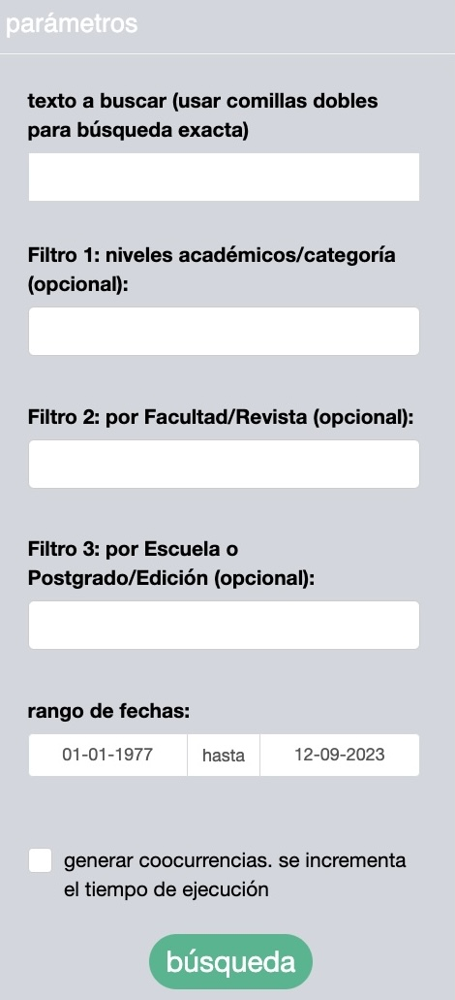 parámetros
texto a buscar (usar comillas dobles
para búsqueda exacta)
Filtro 1: niveles académicos/categoría
(opcional):
Filtro 2: por Facultad/Revista (opcional):
Filtro 3: por Escuela o
Postgrado/Edición (opcional):
rango de fechas:
01-01-1977 hasta 12-09-2023
generar coocurrencias. se incrementa
el tiempo de ejecución
búsqueda